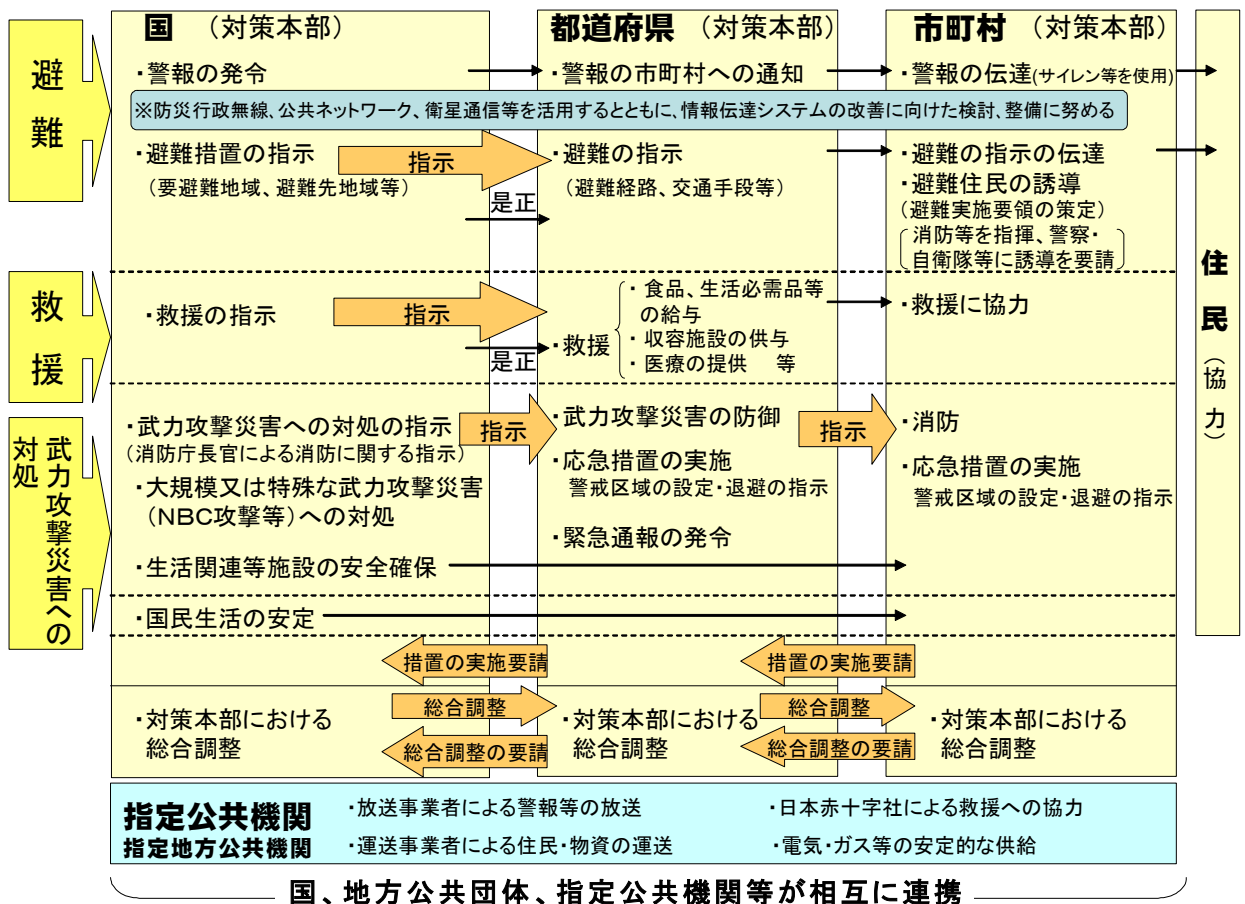 国 (対策本部)
都道府県 (対策本部)
市町村 (対策本部)
避難
・警報の発令
・警報の市町村への通知
・警報の伝達(サイレン等を使用)
※防災行政無線、公共ネットワーク、衛星通信等を活用するとともに、情報伝達システムの改善に向けた検討、整備に努める
・避難措置の指示
(要避難地域、避難先地域等)
指示
是正
・避難の指示
(避難経路、交通手段等)
・避難の指示の伝達
・避難住民の誘導
(避難実施要領の策定)
消防等を指揮、警察・
自衛隊等に誘導を要請
住民(協力)
救援
・救援の指示
指示
是正
・救援
・食品、生活必需品等
の給与
・収容施設の供与
・医療の提供 等
・救援に協力
武力攻撃災害への
対処
・武力攻撃災害への対処の指示
(消防庁長官による消防に関する指示)
・大規模又は特殊な武力攻撃災害
(NBC攻撃等)への対処
・生活関連等施設の安全確保
指示
・武力攻撃災害の防御
・応急措置の実施
警戒区域の設定・退避の指示
・緊急通報の発令
指示
・消防
・応急措置の実施
警戒区域の設定・退避の指示
・国民生活の安定
措置の実施要請
措置の実施要請
・対策本部における
総合調整
総合調整
総合調整の要請
・対策本部における
総合調整
総合調整
総合調整の要請
・対策本部における
総合調整
指定公共機関
指定地方公共機関
・放送事業者による警報等の放送
・日本赤十字社による救援への協力
・運送事業者による住民・物資の運送
・電気・ガス等の安定的な供給
国、地方公共団体、指定公共機関等が相互に連携